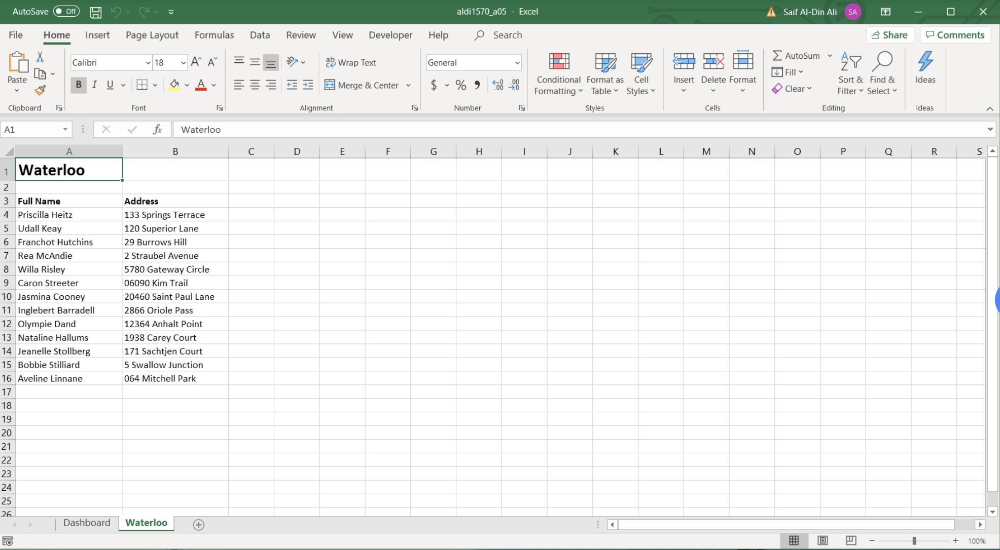 AutoSave Off
aldi1570_a05 - Excel
Saif Al-Din Ali SA
File Home Insert Page Layout Formulas Data Review View Developer Help Search Share Comments
Calibri 18 Wrap Text General AutoSum
Paste Conditional Formatting Format as Table Cell Styles Insert Delete Format Fill Sort & Filter Find & Select Ideas
B I U A Merge & Center $ % Clear
Clipboard Font Alignment Number Styles Cells Editing Ideas
A1 fx Waterloo
A B C D E F G H I J K L M N O P Q R S
1 Waterloo
2
3 Full Name Address
4 Priscilla Heitz 133 Springs Terrace
5 Udall Keay 120 Superior Lane
6 Franchot Hutchins 29 Burrows Hill
7 Rea McAndie 2 Straubel Avenue
8 Willa Risley 5780 Gateway Circle
9 Caron Streeter 06090 Kim Trail
10 Jasmina Cooney 20460 Saint Paul Lane
11 Inglebert Barradell 2866 Oriole Pass
12 Olympie Dand 12364 Anhalt Point
13 Nataline Hallums 1938 Carey Court
14 Jeanelle Stollberg 171 Sachtjen Court
15 Bobbie Stilliard 5 Swallow Junction
16 Aveline Linnane 064 Mitchell Park
17
18
19
20
21
22
23
24
25
26
Dashboard Waterloo
100%